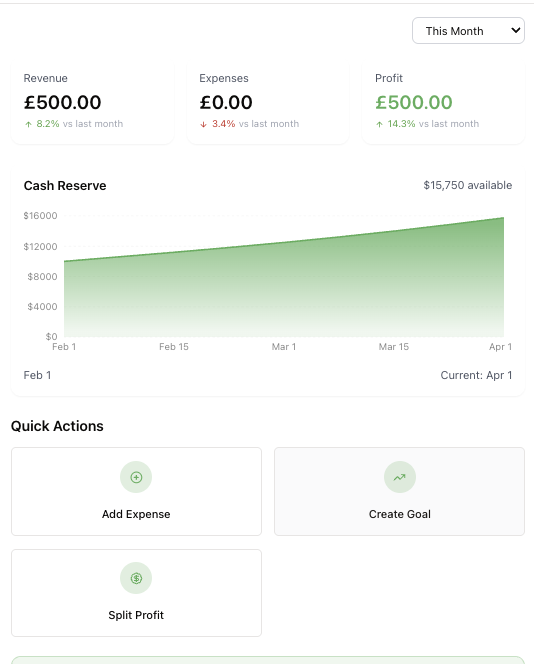 This Month
Revenue
£500.00
↑ 8.2% vs last month
Expenses
£0.00
↓ 3.4% vs last month
Profit
£500.00
↑ 14.3% vs last month
Cash Reserve
$15,750 available
$16000
$12000
$8000
$4000
$0
Feb 1 Feb 15 Mar 1 Mar 15 Apr 1
Feb 1
Current: Apr 1
Quick Actions
Add Expense
Create Goal
Split Profit